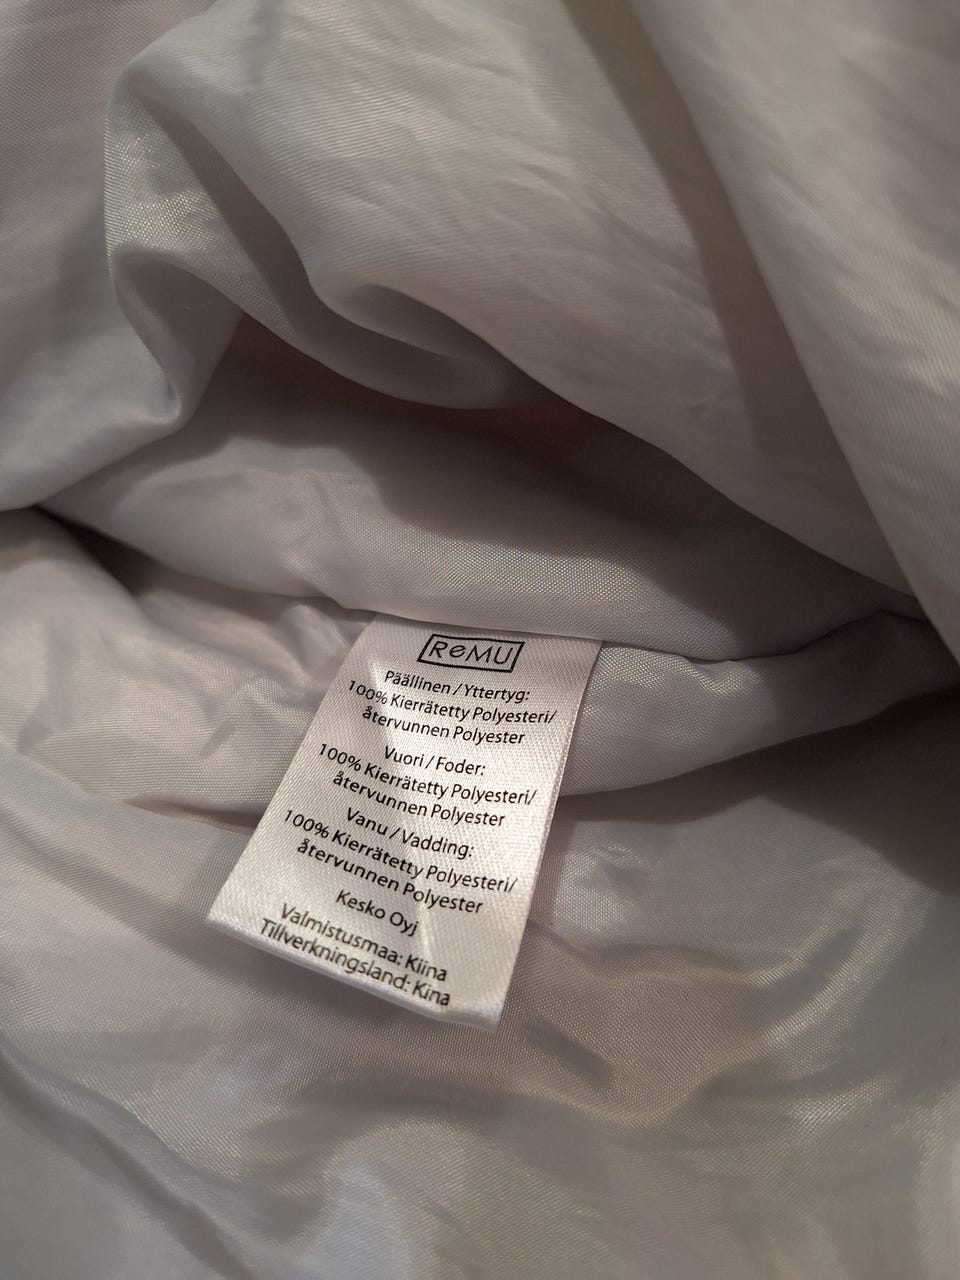 ReMU
Päällinen / Yttertyg:
100% Kierrätetty Polyesteri/
återvunnen Polyester
Vuori / Foder:
100% Kierrätetty Polyesteri/
återvunnen Polyester
Vanu / Vadding:
100% Kierrätetty Polyesteri/
återvunnen Polyester
Kesko Oyj
Valmistusmaa: Kiina
Tillverkningsland: Kina